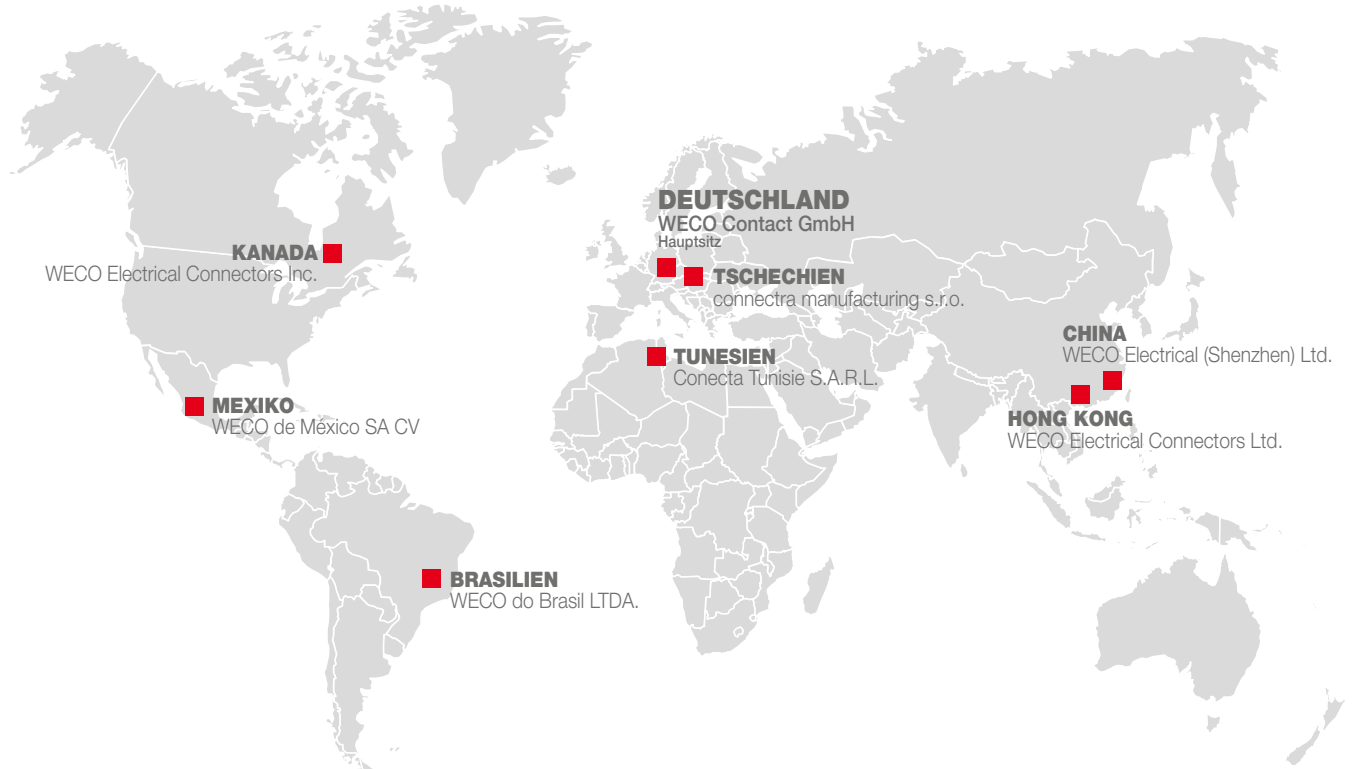 DEUTSCHLAND
WECO Contact GmbH
Hauptsitz
KANADA
WECO Electrical Connectors Inc.
TSCHECHIEN
connectra manufacturing s.r.o.
CHINA
WECO Electrical (Shenzhen) Ltd.
TUNESIEN
Conecta Tunisie S.A.R.L.
MEXIKO
WECO de México SA CV
HONG KONG
WECO Electrical Connectors Ltd.
BRASILIEN
WECO do Brasil LTDA.